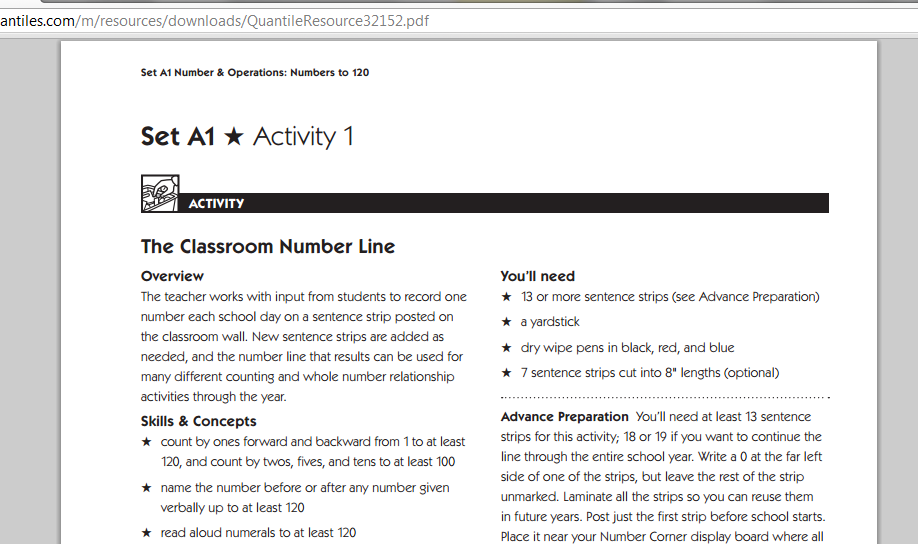 antiles.com/m/resources/downloads/QuantileResource32152.pdf
Set A1 Number & Operations: Numbers to 120
Set A1 ★ Activity 1
ACTIVITY
The Classroom Number Line
Overview
The teacher works with input from students to record one
number each school day on a sentence strip posted on
the classroom wall. New sentence strips are added as
needed, and the number line that results can be used for
many different counting and whole number relationship
activities through the year.
Skills & Concepts
★ count by ones forward and backward from 1 to at least
120, and count by twos, fives, and tens to at least 100
★ name the number before or after any number given
verbally up to at least 120
★ read aloud numerals to at least 120
You'll need
★ 13 or more sentence strips (see Advance Preparation)
★ a yardstick
★ dry wipe pens in black, red, and blue
★ 7 sentence strips cut into 8" lengths (optional)
Advance Preparation You'll need at least 13 sentence
strips for this activity; 18 or 19 if you want to continue the
line through the entire school year. Write a 0 at the far left
side of one of the strips, but leave the rest of the strip
unmarked. Laminate all the strips so you can reuse them
in future years. Post just the first strip before school starts.
Place it near your Number Corner display board where all